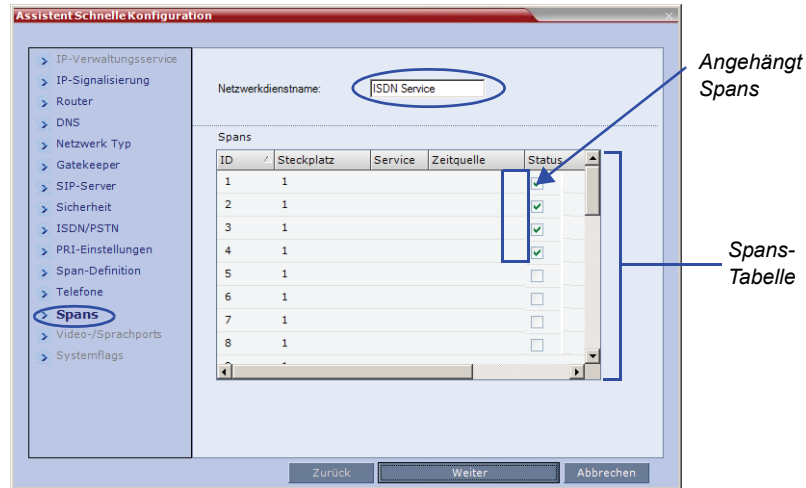 Assistent Schnelle Konfiguration
IP-Verwaltungsservice
IP-Signalisierung
Router
DNS
Netzwerk Typ
Gatekeeper
SIP-Server
Sicherheit
ISDN/PSTN
PRI-Einstellungen
Span-Definition
Telefone
Spans
Video-/Sprachports
Systemflags
Netzwerkdienstname: ISDN Service
Spans
ID Steckplatz Service Zeitquelle Status
1 1
2 1
3 1
4 1
5 1
6 1
7 1
8 1
Zurück Weiter Abbrechen
Angehängt
Spans
Spans-
Tabelle